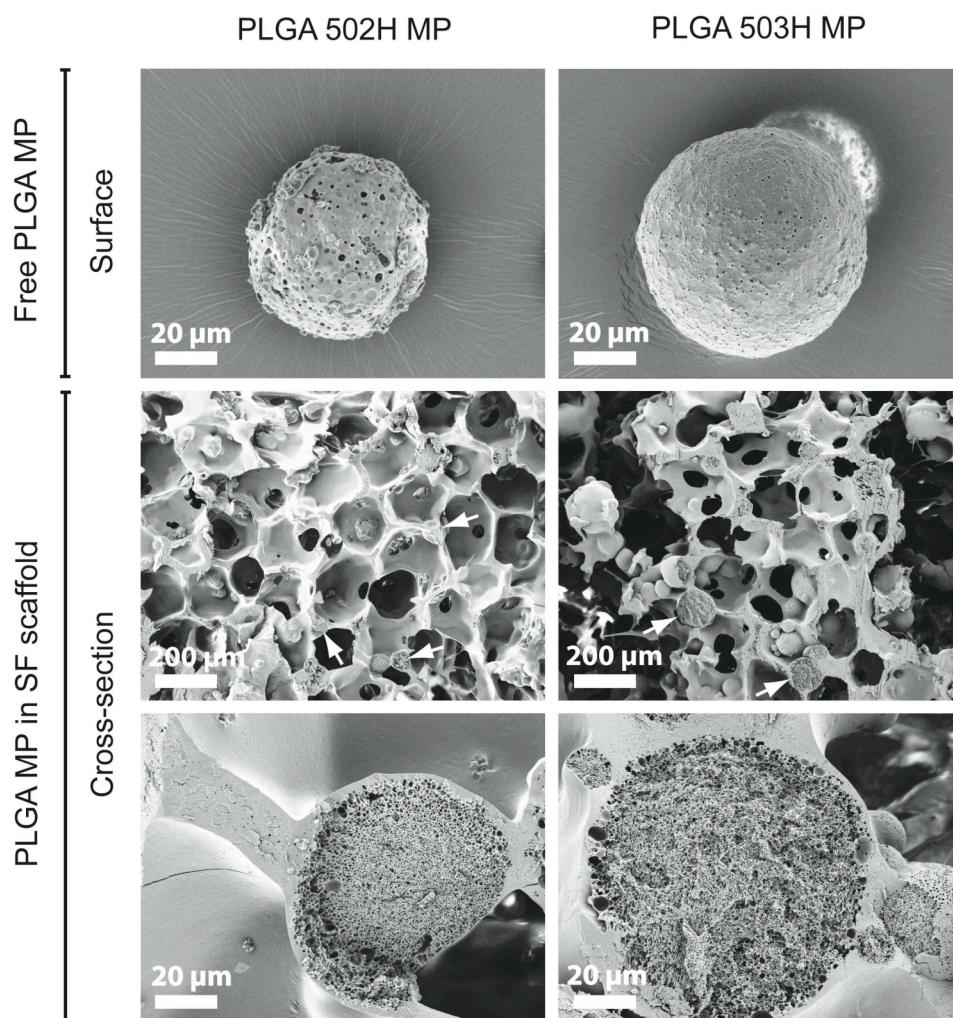 PLGA 502H MP
PLGA 503H MP
Free PLGA MP
Surface
20 µm
20 µm
PLGA MP in SF scaffold
Cross-section
200 µm
200 µm
20 µm
20 µm